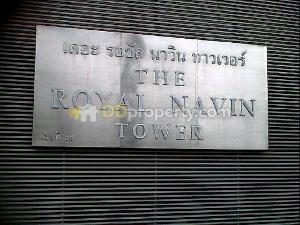 เดอะ รอยัล นาวิน ทาวเวอร์
THE
ROYAL NAVIN
DDproperty.com
TOWER